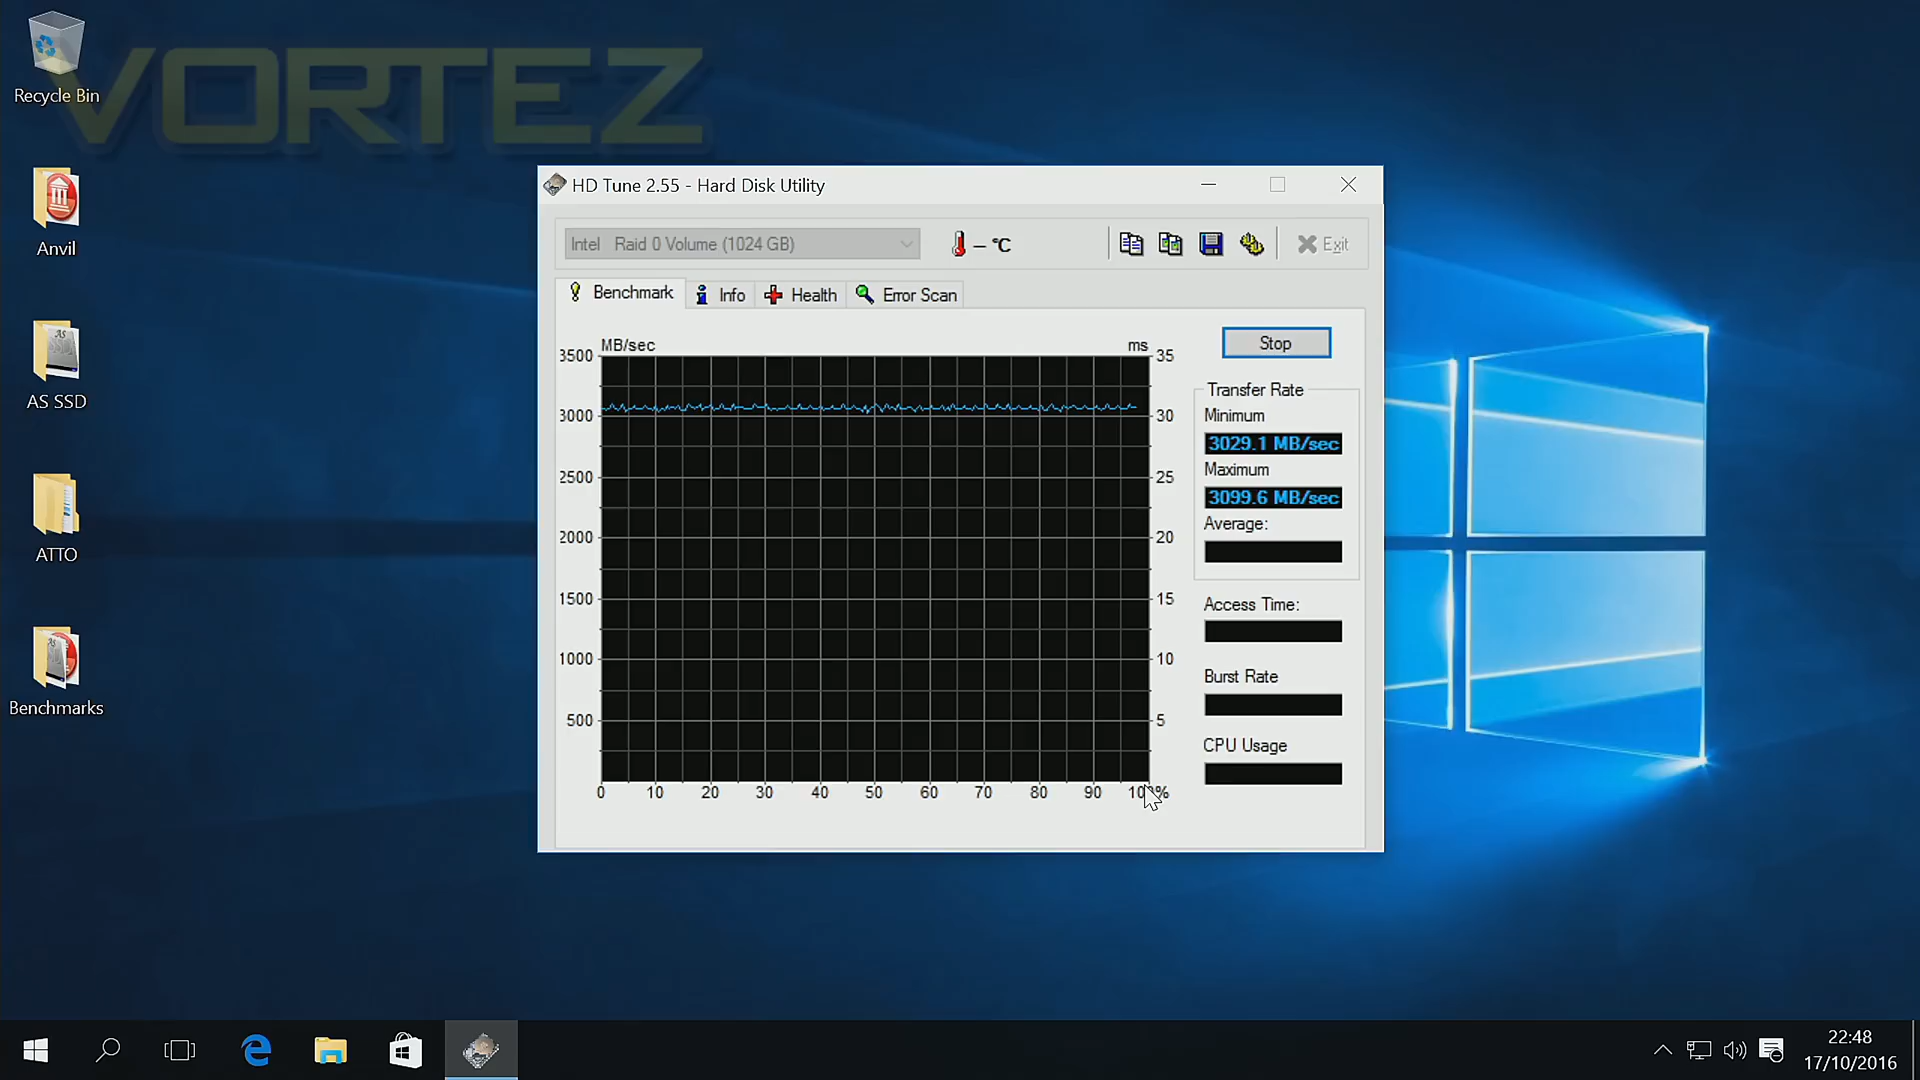 VORTEZ
Recycle Bin
Anvil
AS SSD
ATTO
Benchmarks
HD Tune 2.55 - Hard Disk Utility
Intel Raid 0 Volume (1024 GB)
– °C
Exit
Benchmark
Info
Health
Error Scan
MB/sec
ms
3500
3000
2500
2000
1500
1000
500
35
30
25
20
15
10
5
0 10 20 30 40 50 60 70 80 90 100%
Stop
Transfer Rate
Minimum
3029.1 MB/sec
Maximum
3099.6 MB/sec
Average:
Access Time:
Burst Rate
CPU Usage
22:48
17/10/2016